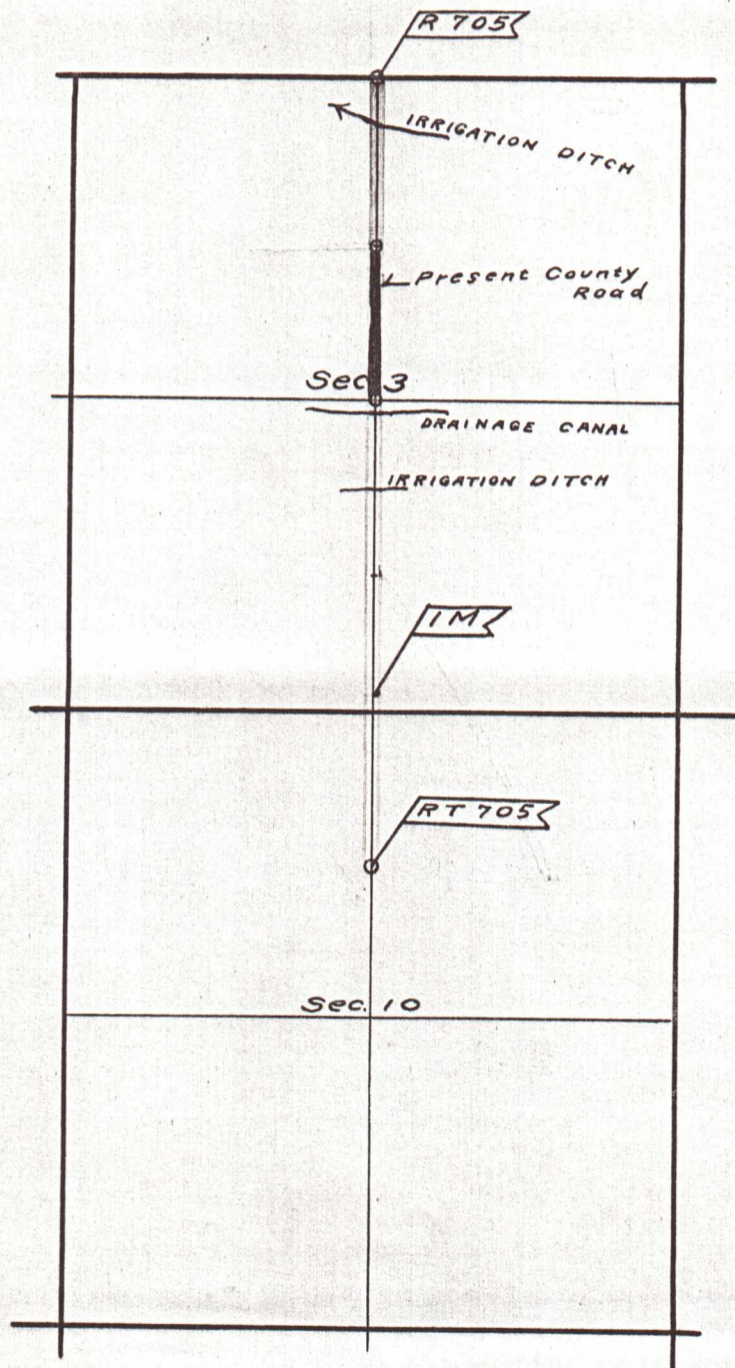 R 705
IRRIGATION DITCH
Present County
Road
Sec. 3
DRAINAGE CANAL
IRRIGATION DITCH
1M
RT 705
Sec. 10